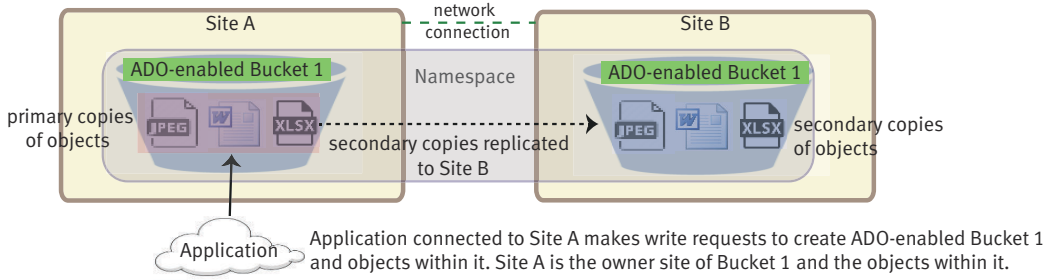 Site A
network
connection
Site B
ADO-enabled Bucket 1
Namespace
ADO-enabled Bucket 1
primary copies
of objects
JPEG
W
XLSX
secondary copies replicated
to Site B
JPEG
W
XLSX
secondary copies
of objects
Application
Application connected to Site A makes write requests to create ADO-enabled Bucket 1
and objects within it. Site A is the owner site of Bucket 1 and the objects within it.